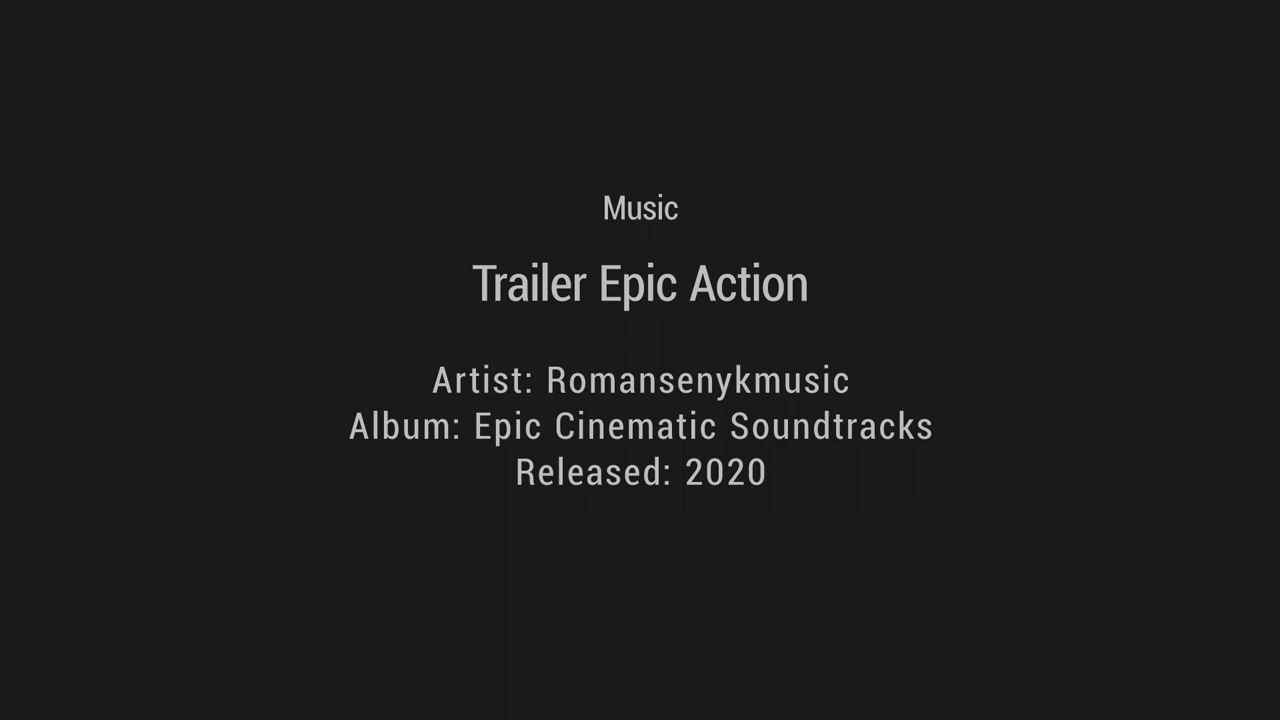 Music
Trailer Epic Action
Artist: Romansenykmusic
Album: Epic Cinematic Soundtracks
Released: 2020